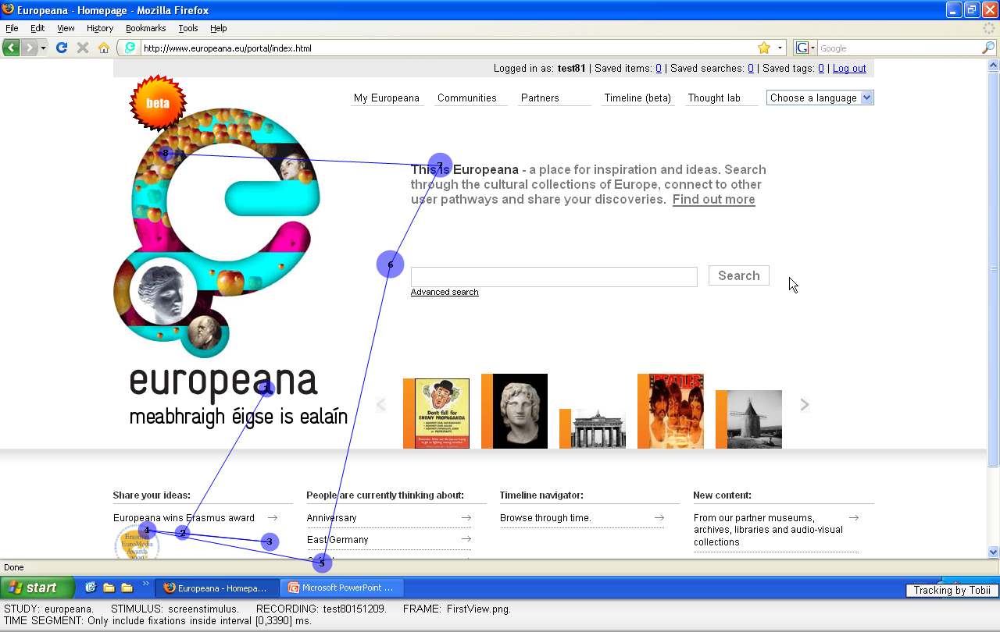 Europeana - Homepage - Mozilla Firefox
File Edit View History Bookmarks Tools Help
http://www.europeana.eu/portal/index.html
G Google
Logged in as: test81 | Saved items: 0 | Saved searches: 0 | Saved tags: 0 | Log out
beta
My Europeana Communities Partners Timeline (beta) Thought lab Choose a language
8
7
This is Europeana - a place for inspiration and ideas. Search
through the cultural collections of Europe, connect to other
user pathways and share your discoveries. Find out more
6
Search
Advanced search
europeana
1
meabhraigh éigse is ealaín
Don't fall for
ENEMY PROPAGANDA
BEATLES
Share your ideas:
Europeana wins Erasmus award
4
2
3
Erasmus
EuroMedia
Awards
2009
People are currently thinking about:
Anniversary
East Germany
5
Timeline navigator:
Browse through time.
New content:
From our partner museums,
archives, libraries and audio-visual
collections
Done
start Europeana - Homepa... Microsoft PowerPoint ...
Tracking by Tobii
STUDY: europeana. STIMULUS: screenstimulus. RECORDING: test80151209. FRAME: FirstView.png.
TIME SEGMENT: Only include fixations inside interval [0,3390] ms.